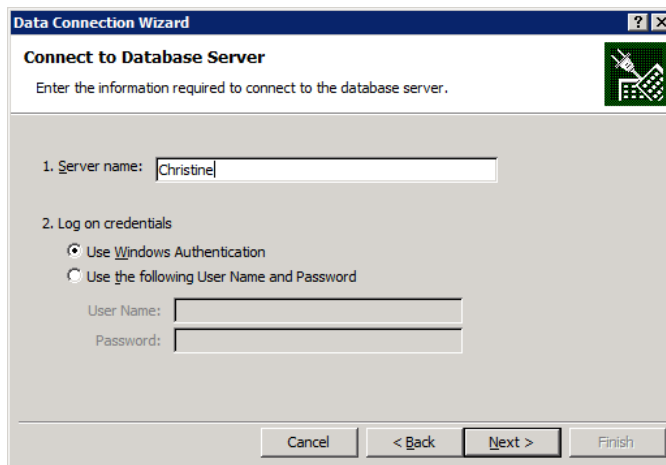 Data Connection Wizard
Connect to Database Server
Enter the information required to connect to the database server.
1. Server name: Christine
2. Log on credentials
Use Windows Authentication
Use the following User Name and Password
User Name:
Password:
Cancel < Back Next > Finish